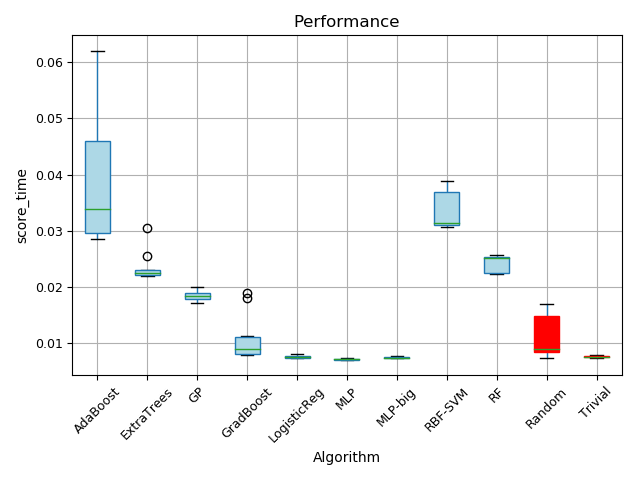 Performance
0.06
0.05
0.04
0.03
0.02
0.01
score_time
AdaBoost
ExtraTrees
GP
GradBoost
LogisticReg
MLP
MLP-big
RBF-SVM
RF
Random
Trivial
Algorithm